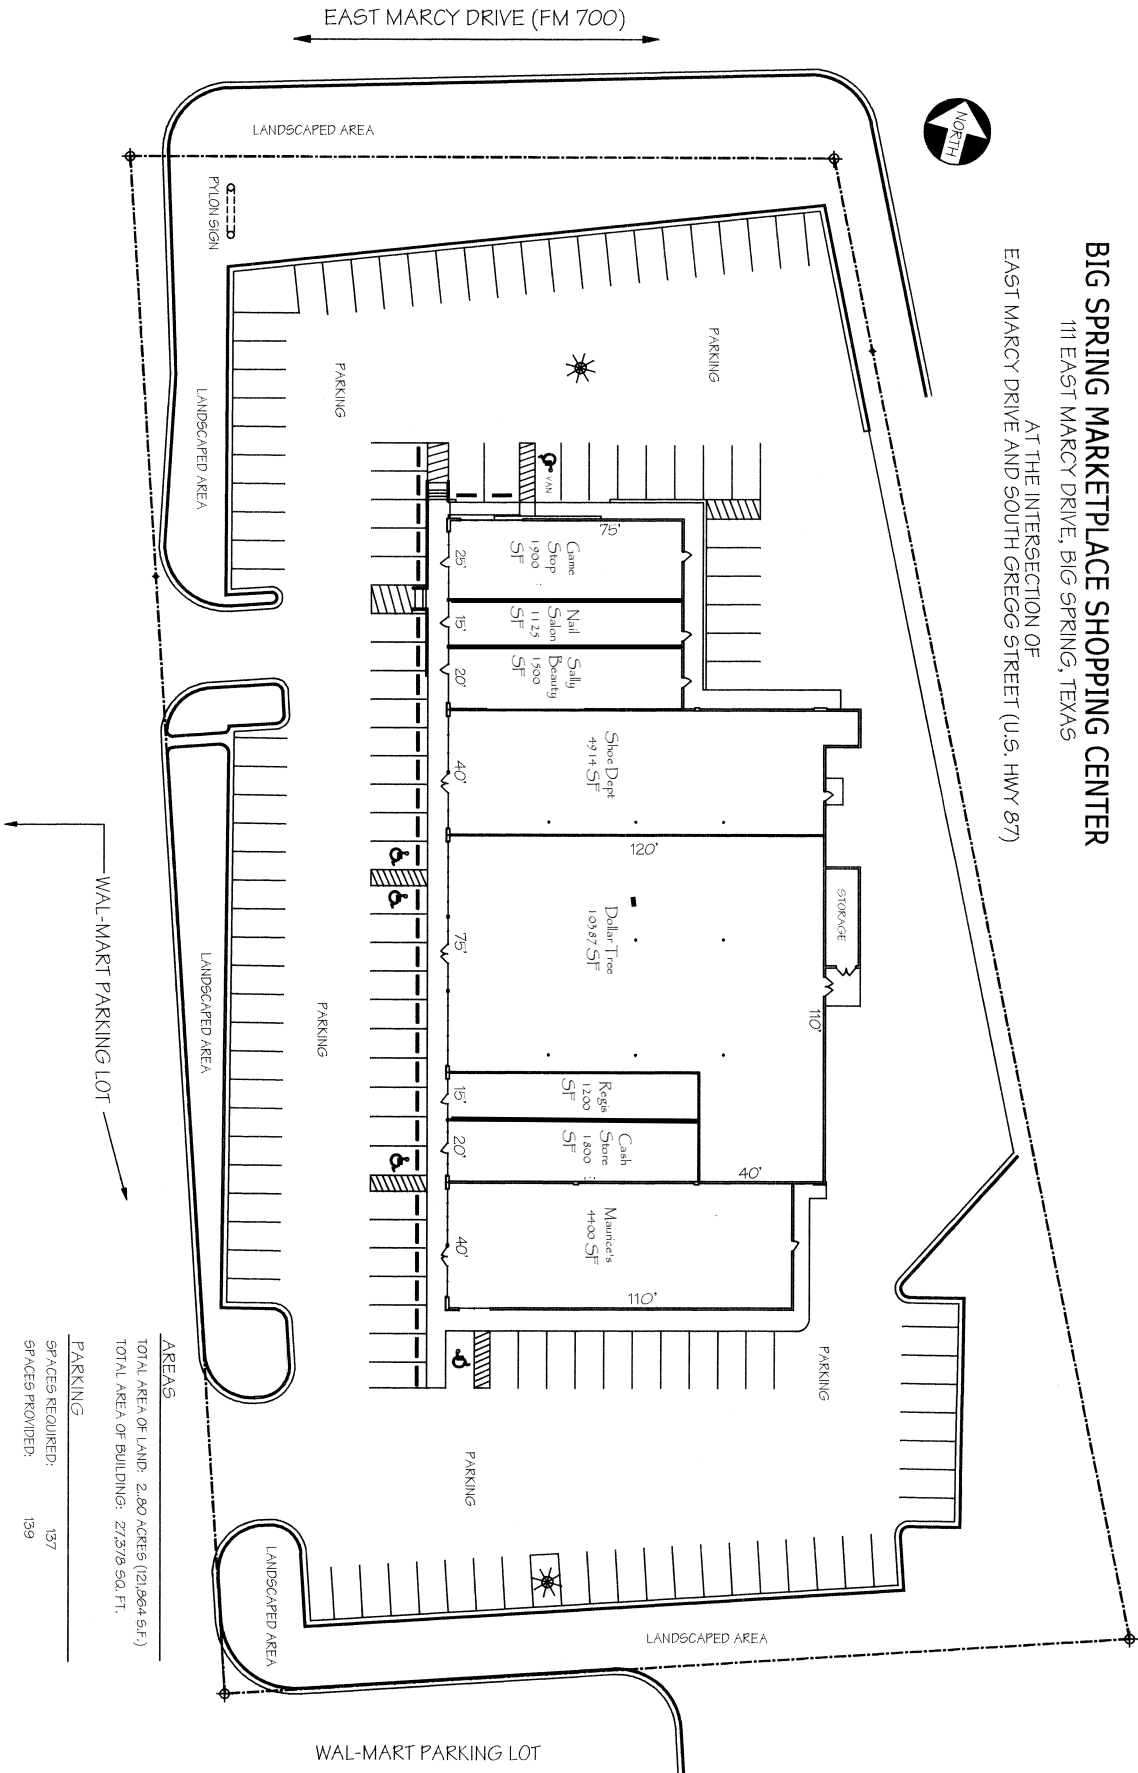 EAST MARCY DRIVE (FM 700)
NORTH
BIG SPRING MARKETPLACE SHOPPING CENTER
111 EAST MARCY DRIVE, BIG SPRING, TEXAS
AT THE INTERSECTION OF
EAST MARCY DRIVE AND SOUTH GREGG STREET (U.S. HWY 87)
LANDSCAPED AREA
PYLON SIGN
PARKING
PARKING
LANDSCAPED AREA
VAN
75'
Game
Stop
1900
SF
25'
Nail
Salon
1125
SF
15'
Sally
Beauty
1500
SF
20'
Shoe Dept
4914 SF
40'
120'
STORAGE
Dollar Tree
10387 SF
75'
110'
PARKING
LANDSCAPED AREA
WAL-MART PARKING LOT
Regis
1200
SF
15'
Cash
Store
1800
SF
20'
40'
Maurice's
4400 SF
40'
110'
PARKING
PARKING
LANDSCAPED AREA
LANDSCAPED AREA
WAL-MART PARKING LOT
AREAS
TOTAL AREA OF LAND: 2.80 ACRES (121,864 S.F.)
TOTAL AREA OF BUILDING: 27,378 SQ. FT.
PARKING
SPACES REQUIRED: 137
SPACES PROVIDED: 139